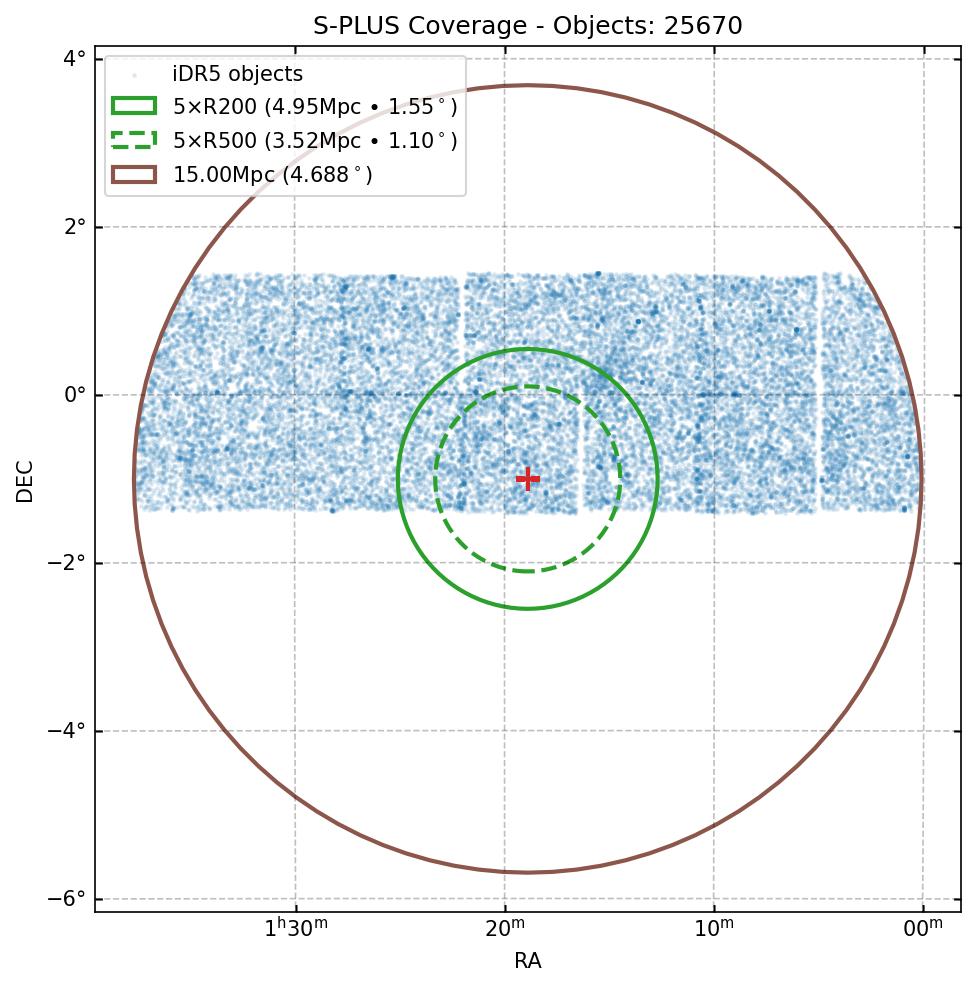 S-PLUS Coverage - Objects: 25670
iDR5 objects
5×R200 (4.95Mpc • 1.55°)
5×R500 (3.52Mpc • 1.10°)
15.00Mpc (4.688°)
4°
2°
0°
−2°
−4°
−6°
DEC
1ʰ30ᵐ 20ᵐ 10ᵐ 00ᵐ
RA